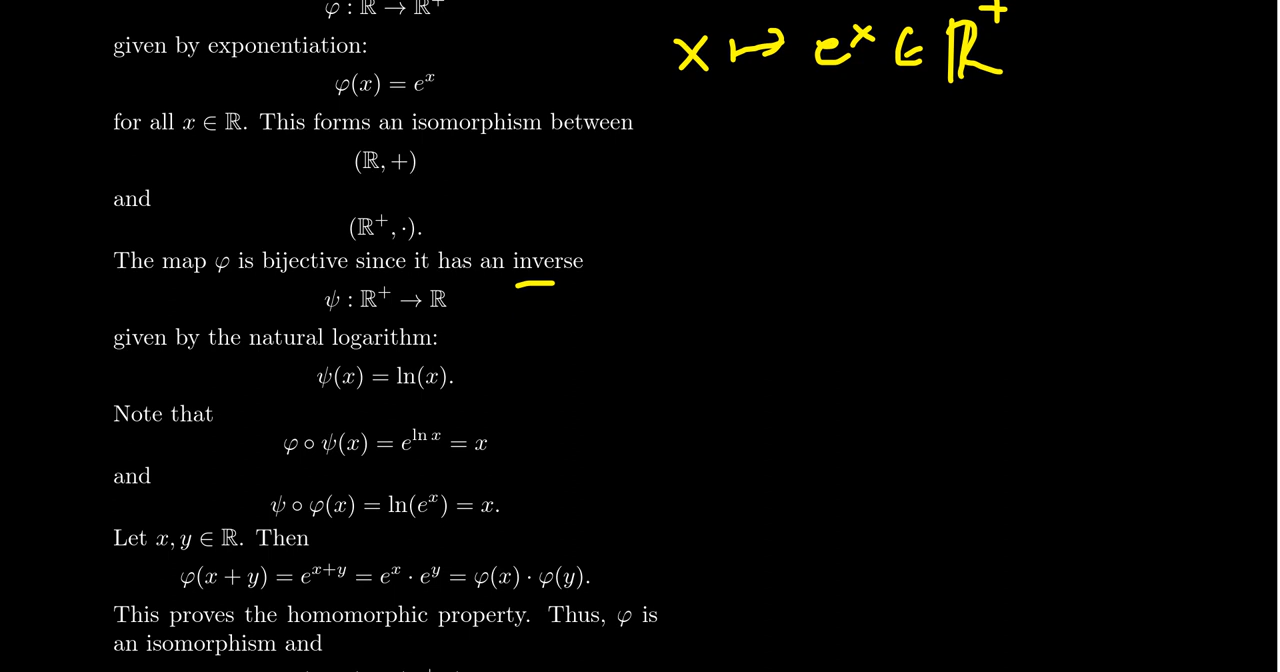 φ : ℝ → ℝ⁺
x ↦ eˣ ∈ ℝ⁺
given by exponentiation:
φ(x) = eˣ
for all x ∈ ℝ. This forms an isomorphism between
(ℝ, +)
and
(ℝ⁺, ·).
The map φ is bijective since it has an inverse
ψ : ℝ⁺ → ℝ
given by the natural logarithm:
ψ(x) = ln(x).
Note that
φ ∘ ψ(x) = e^{ln x} = x
and
ψ ∘ φ(x) = ln(eˣ) = x.
Let x, y ∈ ℝ. Then
φ(x + y) = e^{x+y} = eˣ · e^y = φ(x) · φ(y).
This proves the homomorphic property. Thus, φ is
an isomorphism and